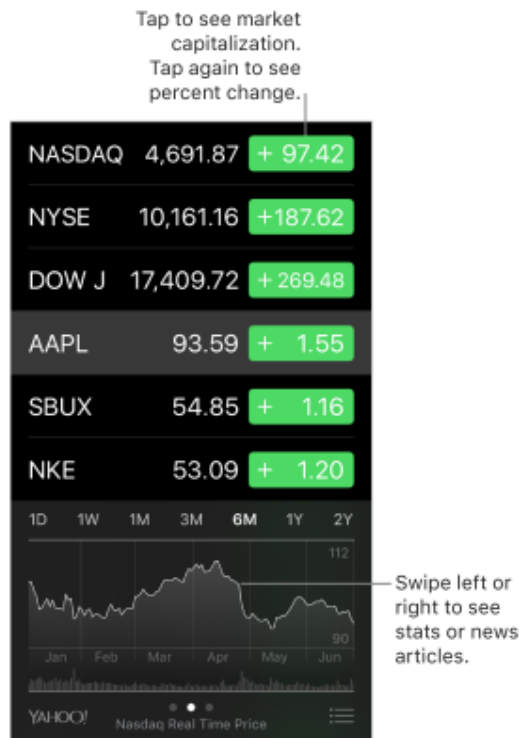 Tap to see market
capitalization.
Tap again to see
percent change.
NASDAQ 4,691.87 + 97.42
NYSE 10,161.16 +187.62
DOW J 17,409.72 + 269.48
AAPL 93.59 + 1.55
SBUX 54.85 + 1.16
NKE 53.09 + 1.20
1D 1W 1M 3M 6M 1Y 2Y
112
Swipe left or
right to see
stats or news
articles.
90
Jan Feb Mar Apr May Jun
YAHOO!
Nasdaq Real Time Price